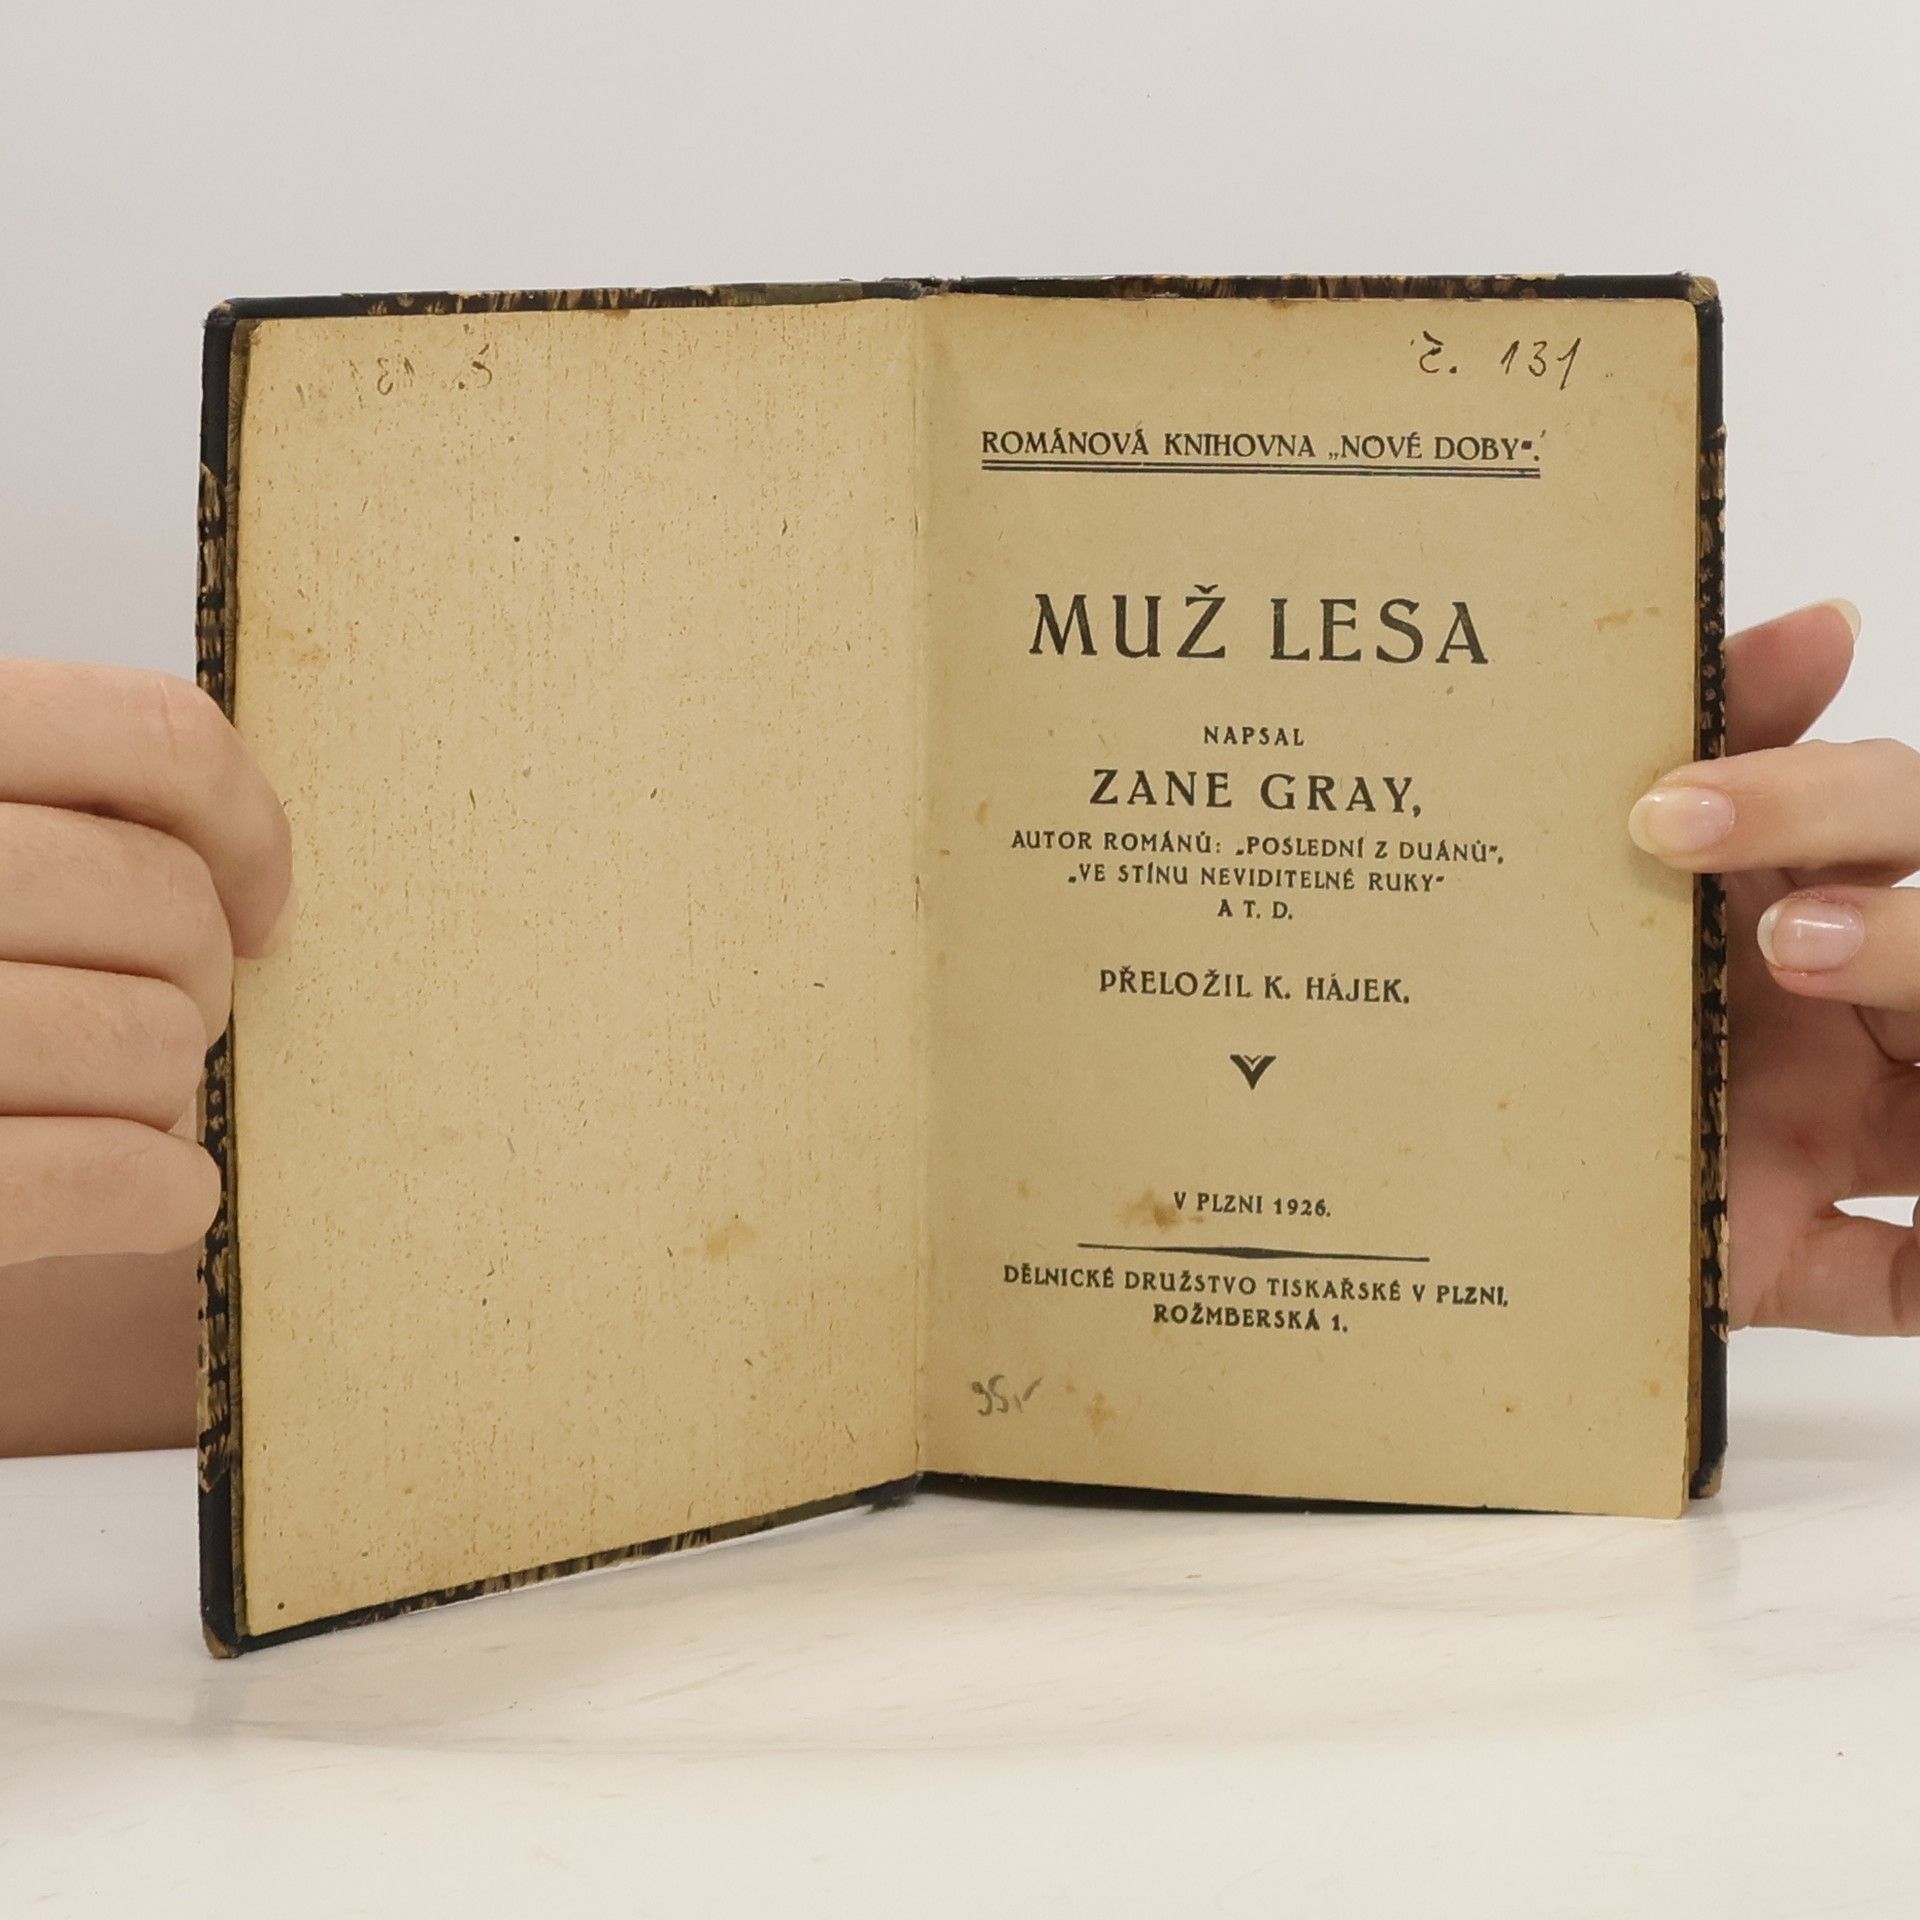 č. 131
ROMÁNOVÁ KNIHOVNA „NOVÉ DOBY“.
MUŽ LESA
NAPSAL
ZANE GRAY,
AUTOR ROMÁNŮ: „POSLEDNÍ Z DUÁNŮ“,
„VE STÍNU NEVIDITELNÉ RUKY“
A T. D.
PŘELOŽIL K. HÁJEK.
V PLZNI 1926.
DĚLNICKÉ DRUŽSTVO TISKAŘSKÉ V PLZNI,
ROŽMBERSKÁ 1.
95,-